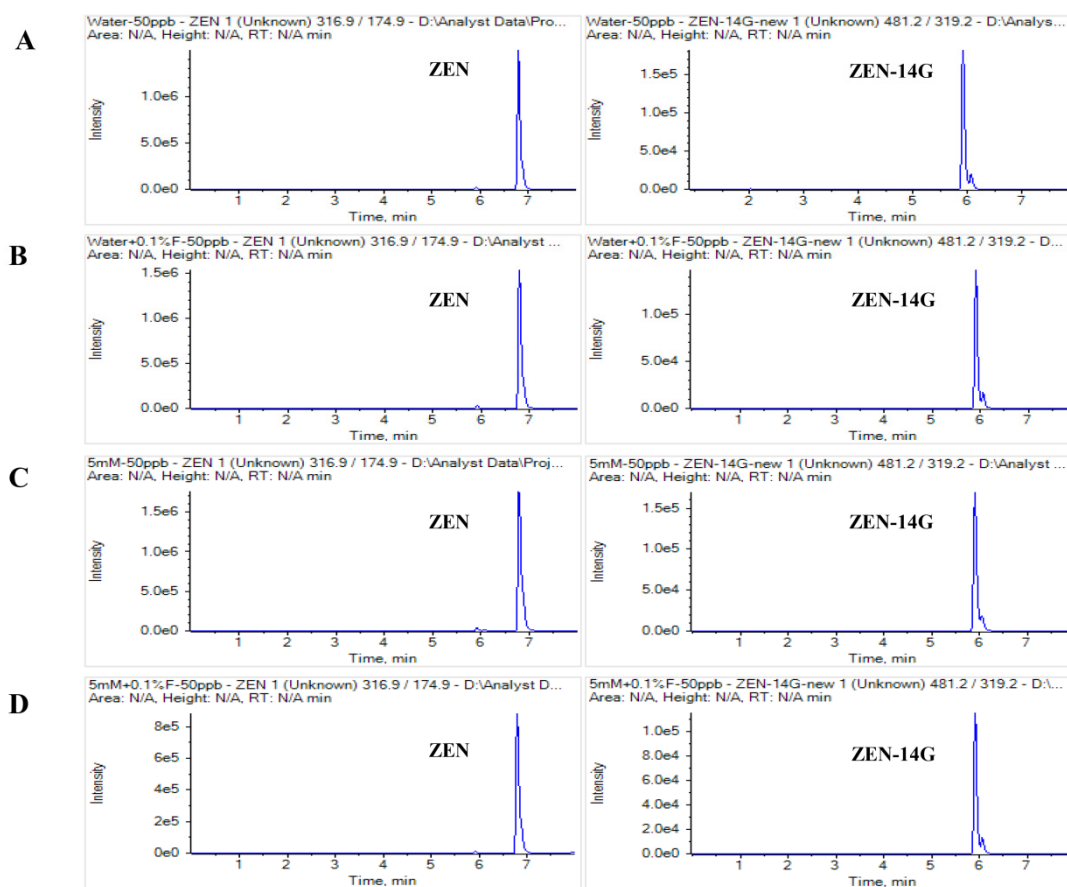 A
Water-50ppb - ZEN 1 (Unknown) 316.9 / 174.9 - D:\Analyst Data\Pro...
Area: N/A, Height: N/A, RT: N/A min
ZEN
Intensity
1.0e6
5.0e5
0.0e0
1 2 3 4 5 6 7
Time, min
Water-50ppb - ZEN-14G-new 1 (Unknown) 481.2 / 319.2 - D:\Analys...
Area: N/A, Height: N/A, RT: N/A min
ZEN-14G
Intensity
1.5e5
1.0e5
5.0e4
0.0e0
2 3 4 5 6 7
Time, min
B
Water+0.1%F-50ppb - ZEN 1 (Unknown) 316.9 / 174.9 - D:\Analyst ...
Area: N/A, Height: N/A, RT: N/A min
ZEN
Intensity
1.5e6
1.0e6
5.0e5
0.0e0
1 2 3 4 5 6 7
Time, min
Water+0.1%F-50ppb - ZEN-14G-new 1 (Unknown) 481.2 / 319.2 - D...
Area: N/A, Height: N/A, RT: N/A min
ZEN-14G
Intensity
1.0e5
5.0e4
0.0e0
1 2 3 4 5 6 7
Time, min
C
5mM-50ppb - ZEN 1 (Unknown) 316.9 / 174.9 - D:\Analyst Data\Proj...
Area: N/A, Height: N/A, RT: N/A min
ZEN
Intensity
1.5e6
1.0e6
5.0e5
0.0e0
1 2 3 4 5 6 7
Time, min
5mM-50ppb - ZEN-14G-new 1 (Unknown) 481.2 / 319.2 - D:\Analyst ...
Area: N/A, Height: N/A, RT: N/A min
ZEN-14G
Intensity
1.5e5
1.0e5
5.0e4
0.0e0
1 2 3 4 5 6 7
Time, min
D
5mM+0.1%F-50ppb - ZEN 1 (Unknown) 316.9 / 174.9 - D:\Analyst D...
Area: N/A, Height: N/A, RT: N/A min
ZEN
Intensity
8e5
6e5
4e5
2e5
0e0
1 2 3 4 5 6 7
Time, min
5mM+0.1%F-50ppb - ZEN-14G-new 1 (Unknown) 481.2 / 319.2 - D:\...
Area: N/A, Height: N/A, RT: N/A min
ZEN-14G
Intensity
1.0e5
8.0e4
6.0e4
4.0e4
2.0e4
0.0e0
1 2 3 4 5 6 7
Time, min